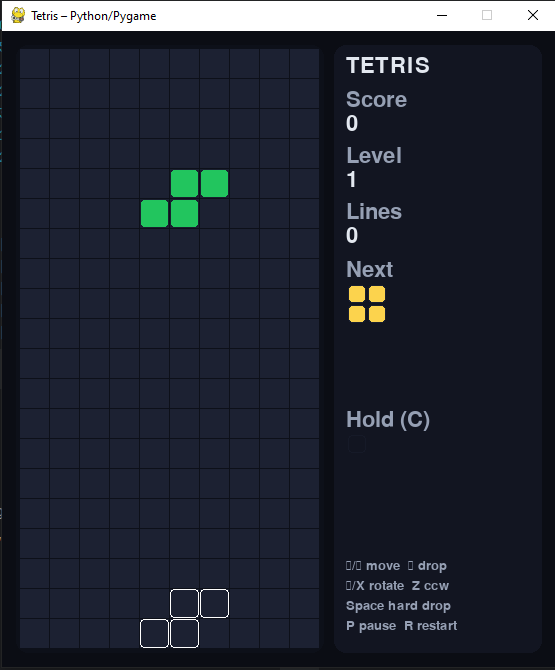 Tetris – Python/Pygame
TETRIS
Score
0
Level
1
Lines
0
Next
Hold (C)
▯/▯ move ▯ drop
▯/X rotate Z ccw
Space hard drop
P pause R restart